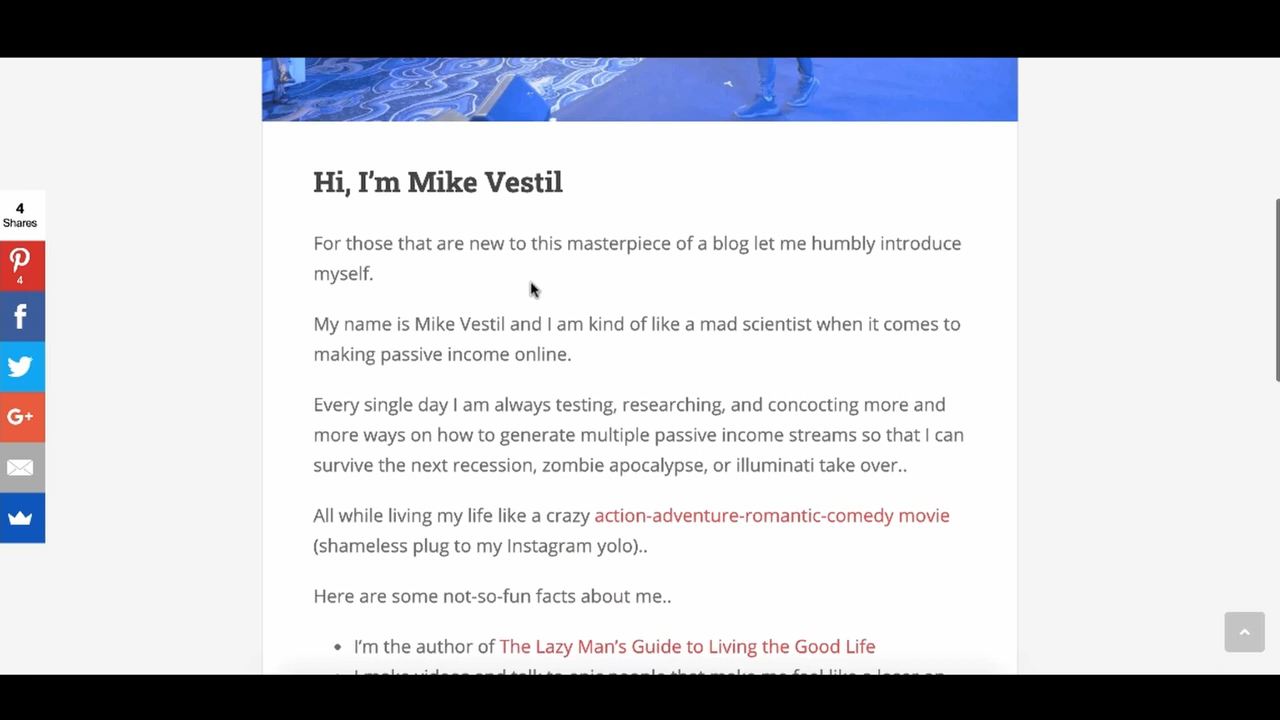 Hi, I'm Mike Vestil
For those that are new to this masterpiece of a blog let me humbly introduce
myself.
My name is Mike Vestil and I am kind of like a mad scientist when it comes to
making passive income online.
Every single day I am always testing, researching, and concocting more and
more ways on how to generate multiple passive income streams so that I can
survive the next recession, zombie apocalypse, or illuminati take over..
All while living my life like a crazy action-adventure-romantic-comedy movie
(shameless plug to my Instagram yolo)..
Here are some not-so-fun facts about me..
• I'm the author of The Lazy Man's Guide to Living the Good Life
4
Shares
4
G+